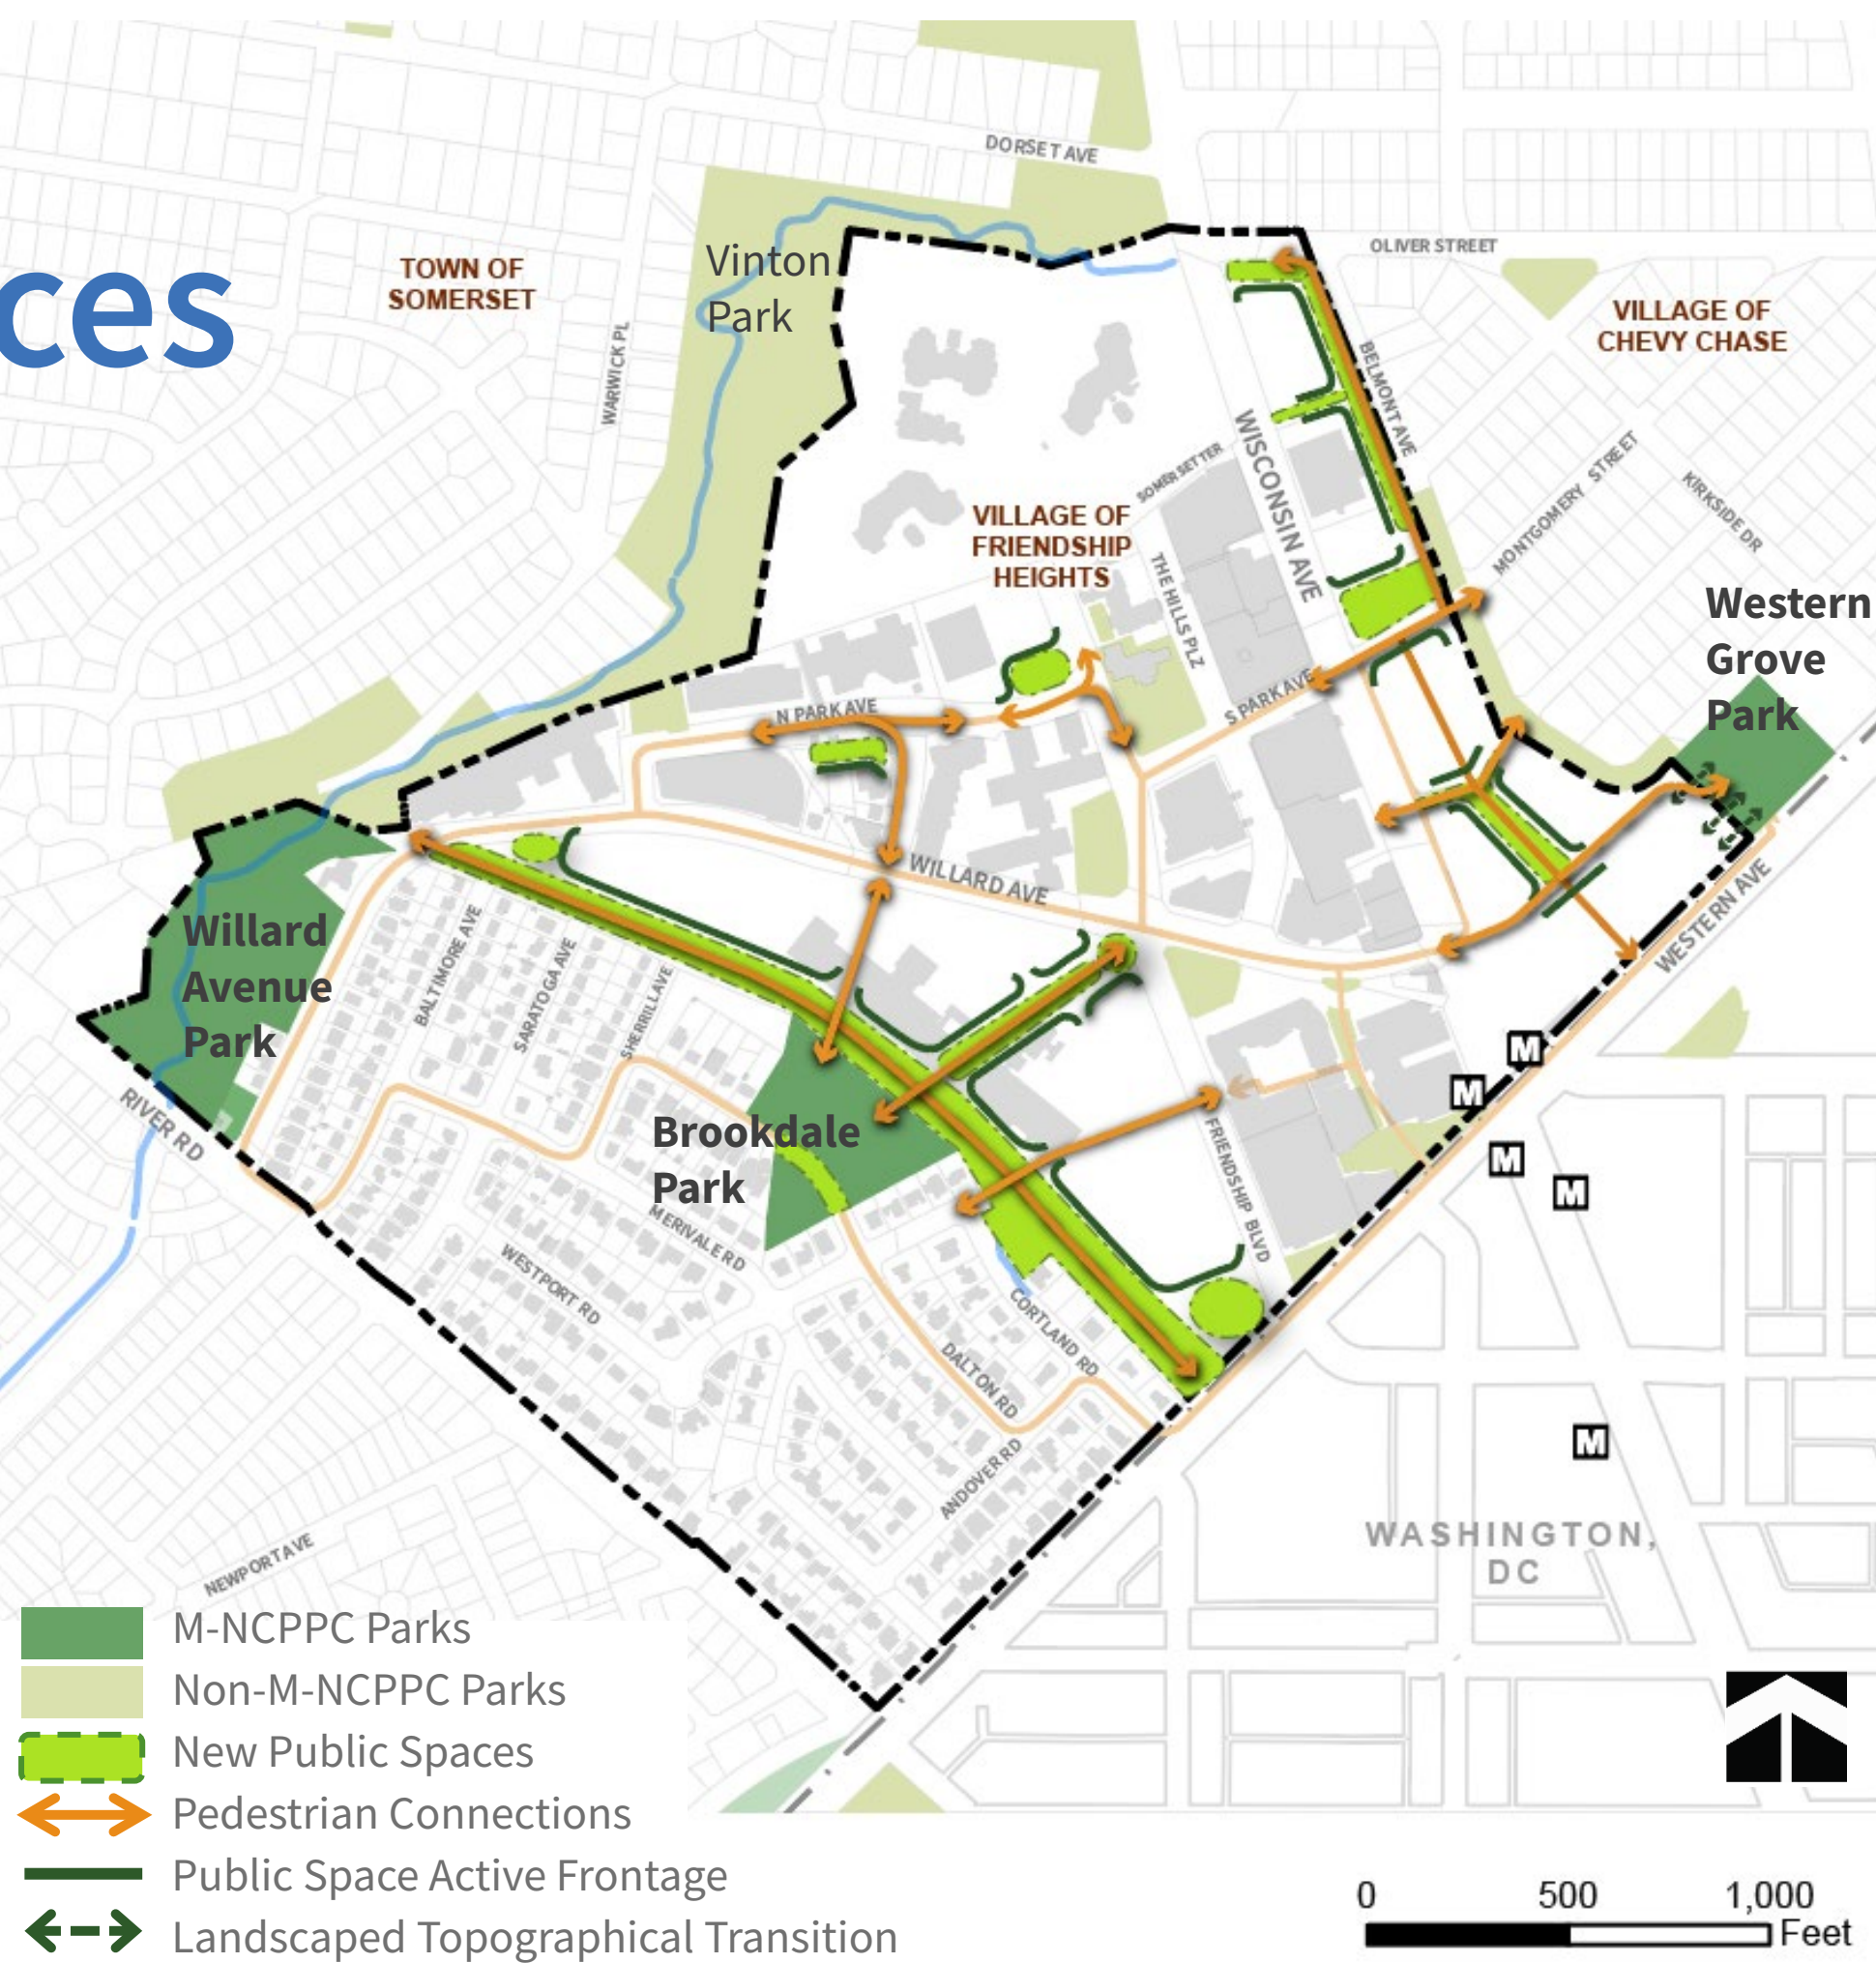 ces
DORSET AVE
OLIVER STREET
TOWN OF
SOMERSET
Vinton
Park
VILLAGE OF
CHEVY CHASE
WARWICK PL
BELMONT AVE
WISCONSIN AVE
MONTGOMERY STREET
KIRKSIDE DR
SOMERSET TER
VILLAGE OF
FRIENDSHIP
HEIGHTS
THE HILLS PLZ
Western
Grove
Park
S PARK AVE
N PARK AVE
WILLARD AVE
WESTERN AVE
Willard
Avenue
Park
BALTIMORE AVE
SARATOGA AVE
SHERRILL AVE
M
M
M
M
RIVER RD
Brookdale
Park
FRIENDSHIP BLVD
MERIVALE RD
WESTPORT RD
CORTLAND RD
DALTON RD
ANDOVER RD
M
WASHINGTON,
DC
NEWPORT AVE
M-NCPPC Parks
Non-M-NCPPC Parks
New Public Spaces
Pedestrian Connections
Public Space Active Frontage
Landscaped Topographical Transition
0 500 1,000
Feet